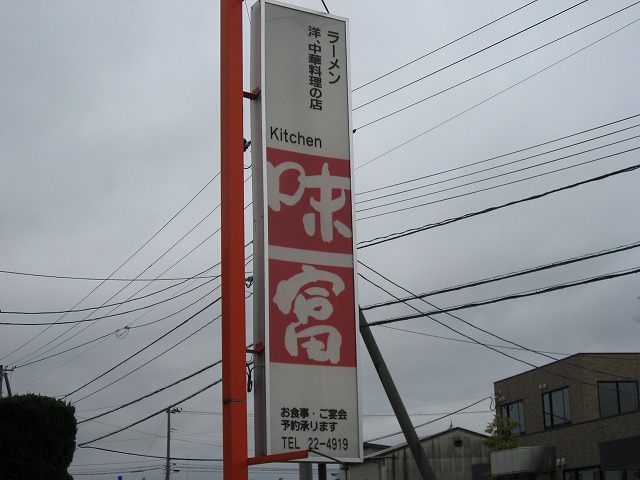 ラーメン
洋、中華料理の店
Kitchen
味
富
お食事・ご宴会
予約承ります
TEL 22-4919